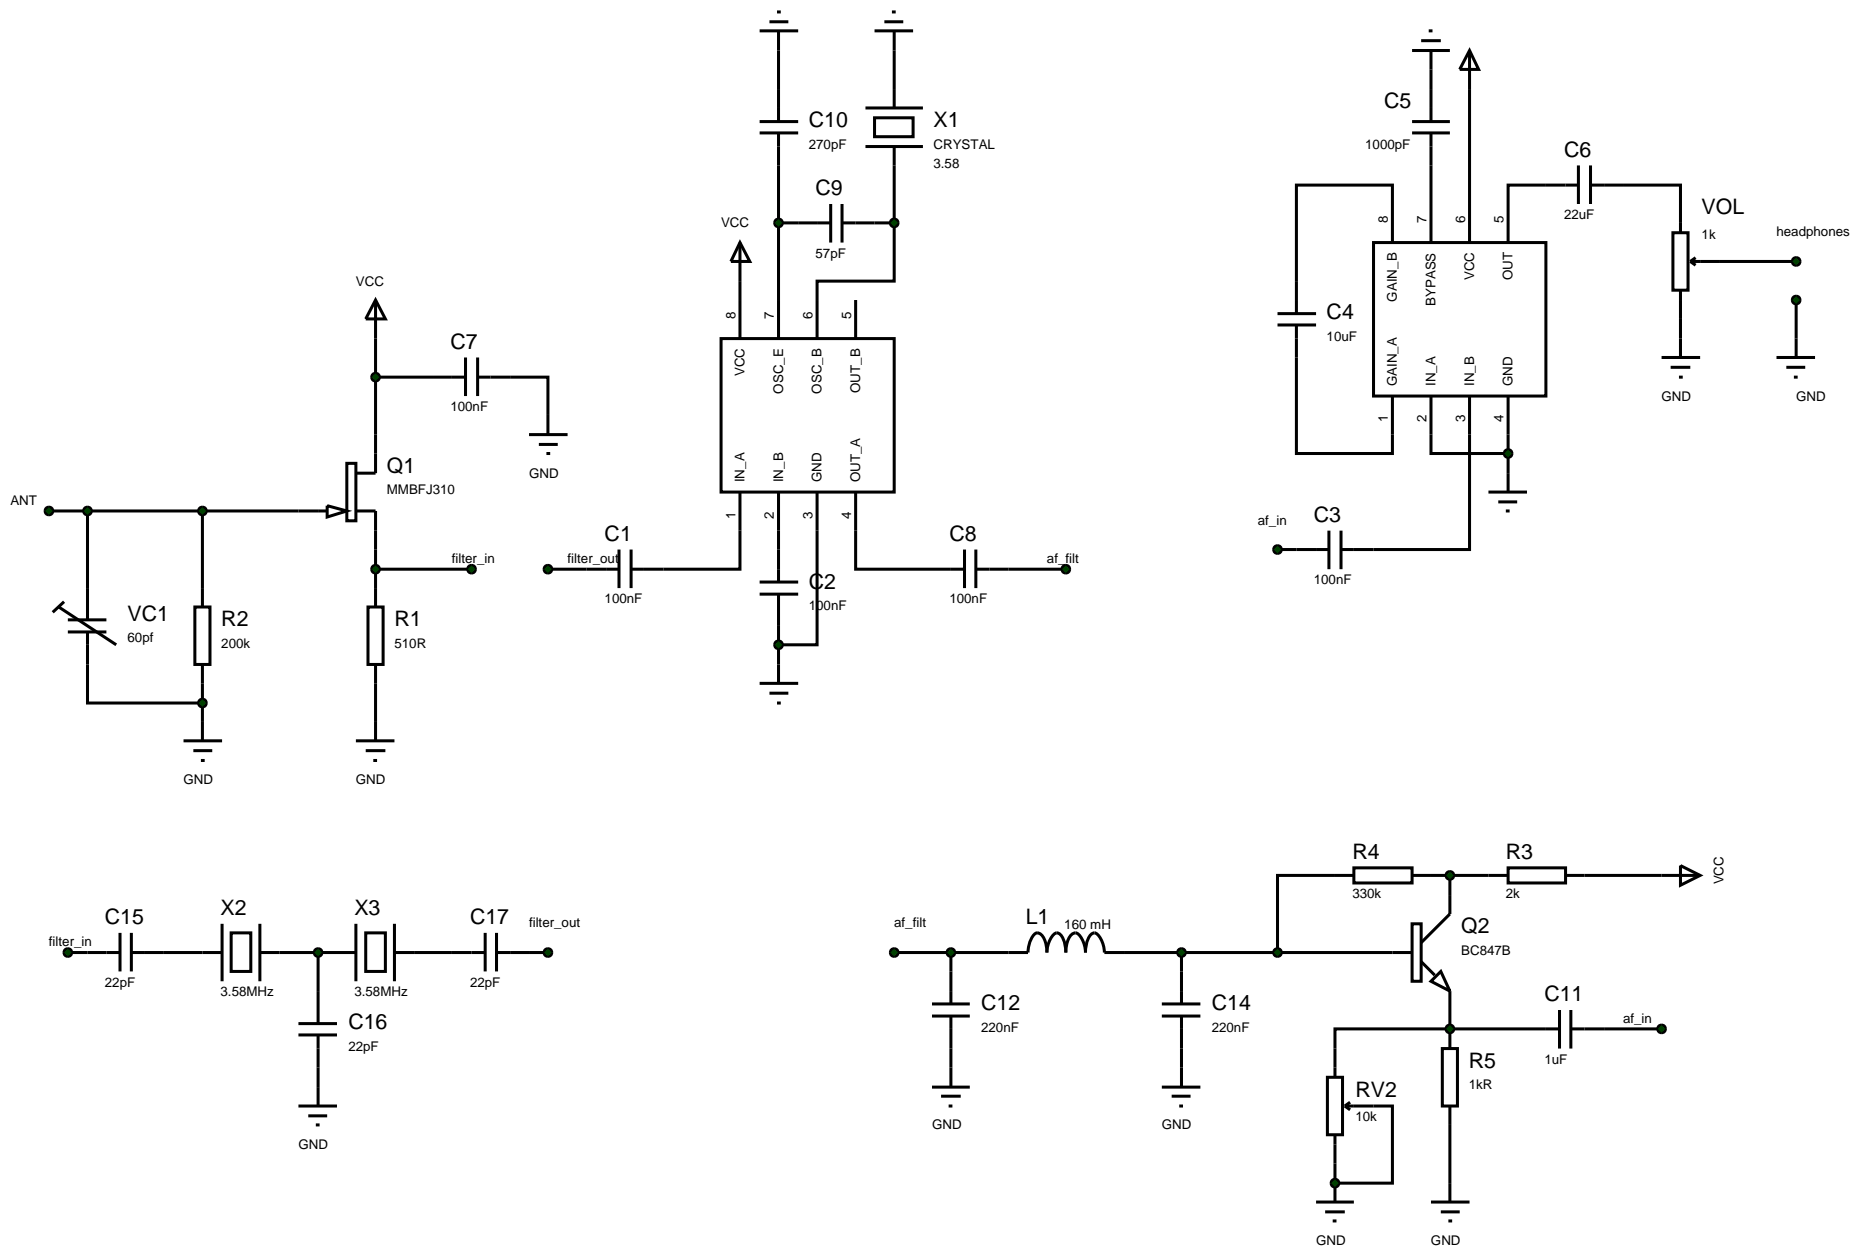 C10
270pF
X1
CRYSTAL
3.58
C9
57pF
VCC
8
7
6
5
VCC
OSC_E
OSC_B
OUT_B
IN_A
IN_B
GND
OUT_A
1
2
3
4
C1
filter_out
100nF
C2
100nF
C8
af_filt
100nF
C5
1000pF
C6
22uF
VOL
1k
headphones
8
7
6
5
GAIN_B
BYPASS
VCC
OUT
C4
10uF
GAIN_A
IN_A
IN_B
GND
1
2
3
4
GND
GND
af_in
C3
100nF
VCC
C7
100nF
GND
Q1
MMBFJ310
ANT
filter_in
VC1
60pf
R2
200k
R1
510R
GND
GND
filter_in
C15
22pF
X2
3.58MHz
X3
3.58MHz
C17
22pF
filter_out
C16
22pF
GND
af_filt
L1
160 mH
R4
330k
R3
2k
VCC
Q2
BC847B
C12
220nF
C14
220nF
GND
GND
C11
1uF
af_in
RV2
10k
R5
1kR
GND
GND